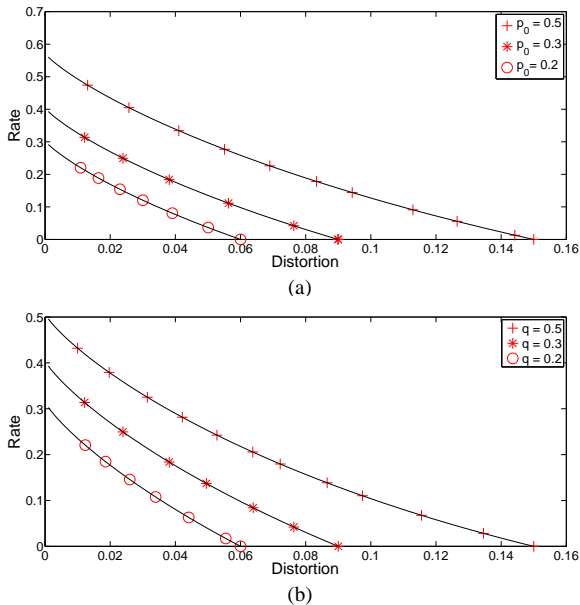 0.7
0.6
0.5
0.4
0.3
0.2
0.1
0
Rate
p0 = 0.5
p0 = 0.3
p0 = 0.2
0 0.02 0.04 0.06 0.08 0.1 0.12 0.14 0.16
Distortion
(a)
0.5
0.4
0.3
0.2
0.1
0
Rate
q = 0.5
q = 0.3
q = 0.2
0 0.02 0.04 0.06 0.08 0.1 0.12 0.14 0.16
Distortion
(b)